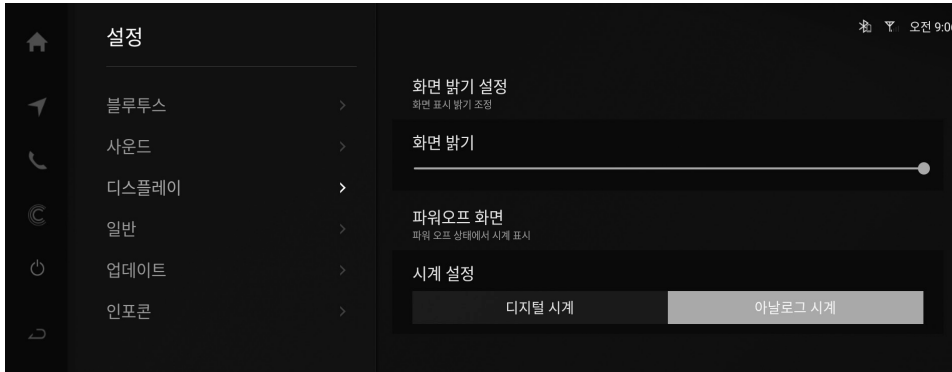 설정
오전 9:06
블루투스
사운드
디스플레이
일반
업데이트
인포콘
화면 밝기 설정
화면 표시 밝기 조정
화면 밝기
파워오프 화면
파워 오프 상태에서 시계 표시
시계 설정
디지털 시계
아날로그 시계